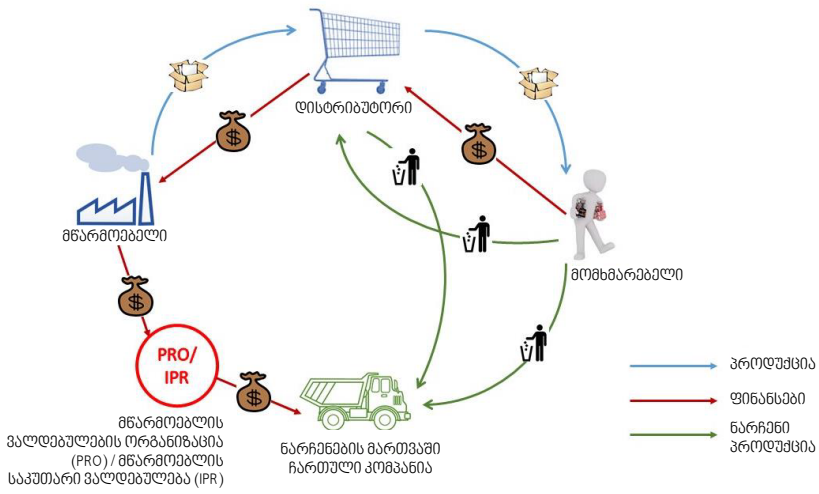 დისტრიბუტორი
მწარმოებელი
მომხმარებელი
PRO/
IPR
მწარმოებლის
ვალდებულების ორგანიზაცია
(PRO) / მწარმოებლის
საკუთარი ვალდებულება (IPR)
ნარჩენების მართვაში
ჩართული კომპანია
პროდუქცია
ფინანსები
ნარჩენი
პროდუქცია